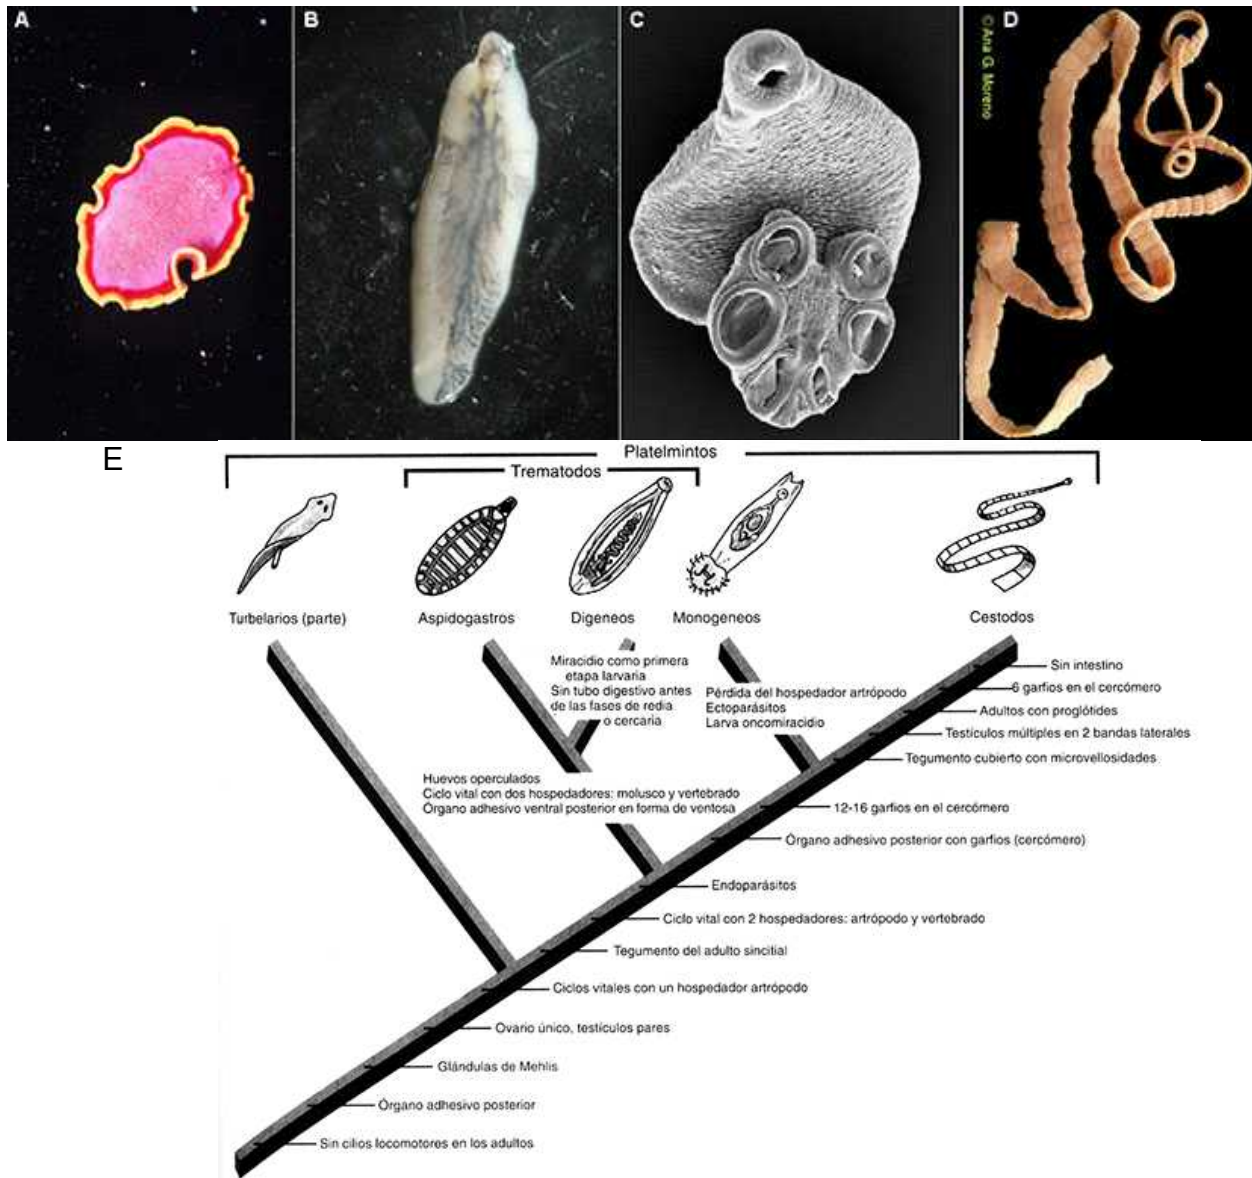 A
B
C
D
©Ana G. Moreno
E
Platelmintos
Trematodos
Turbelarios (parte)
Aspidogastros
Digeneos
Monogeneos
Cestodos
Miracidio como primera
etapa larvaria
Sin tubo digestivo antes
de las fases de redia
o cercaria
Pérdida del hospedador artrópodo
Ectoparásitos
Larva oncomiracidio
Sin intestino
6 garfios en el cercómero
Adultos con proglótides
Testículos múltiples en 2 bandas laterales
Tegumento cubierto con microvellosidades
Huevos operculados
Ciclo vital con dos hospedadores: molusco y vertebrado
Órgano adhesivo ventral posterior en forma de ventosa
12-16 garfios en el cercómero
Órgano adhesivo posterior con garfios (cercómero)
Endoparásitos
Ciclo vital con 2 hospedadores: artrópodo y vertebrado
Tegumento del adulto sincitial
Ciclos vitales con un hospedador artrópodo
Ovario único, testículos pares
Glándulas de Mehlis
Órgano adhesivo posterior
Sin cilios locomotores en los adultos